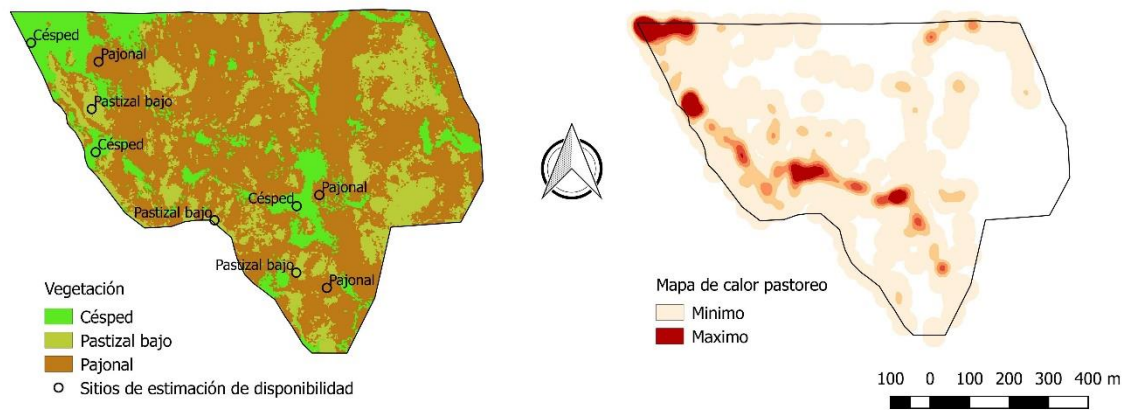 Césped
Pajonal
Pastizal bajo
Césped
Pajonal
Césped
Pastizal bajo
Pastizal bajo
Pajonal
Vegetación
Césped
Pastizal bajo
Pajonal
Sitios de estimación de disponibilidad
Mapa de calor pastoreo
Minimo
Maximo
100 0 100 200 300 400 m